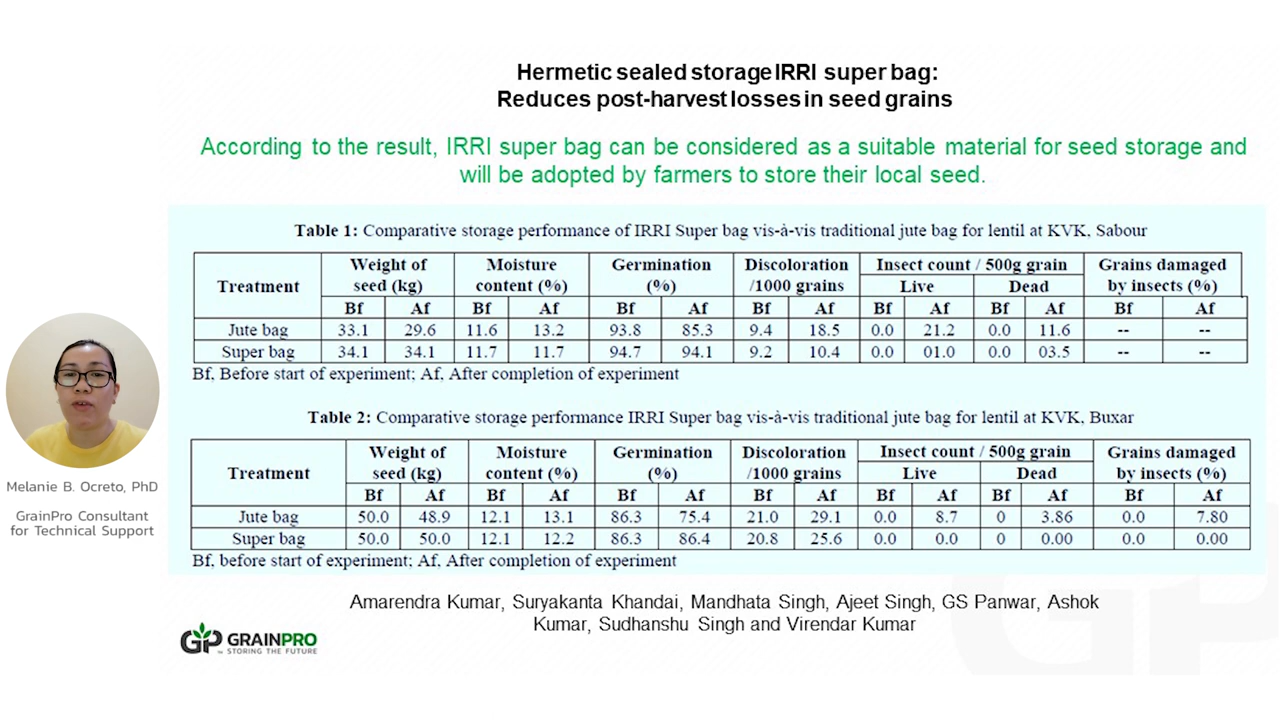 Hermetic sealed storage IRRI super bag:
Reduces post-harvest losses in seed grains
According to the result, IRRI super bag can be considered as a suitable material for seed storage and
will be adopted by farmers to store their local seed.
Table 1: Comparative storage performance of IRRI Super bag vis-à-vis traditional jute bag for lentil at KVK, Sabour
Treatment Weight of seed (kg) Moisture content (%) Germination (%) Discoloration /1000 grains Insect count / 500g grain Grains damaged by insects (%)
Live Dead
Bf Af Bf Af Bf Af Bf Af Bf Af Bf Af Bf Af
Jute bag 33.1 29.6 11.6 13.2 93.8 85.3 9.4 18.5 0.0 21.2 0.0 11.6 -- --
Super bag 34.1 34.1 11.7 11.7 94.7 94.1 9.2 10.4 0.0 01.0 0.0 03.5 -- --
Bf, Before start of experiment; Af, After completion of experiment
Table 2: Comparative storage performance IRRI Super bag vis-à-vis traditional jute bag for lentil at KVK, Buxar
Treatment Weight of seed (kg) Moisture content (%) Germination (%) Discoloration /1000 grains Insect count / 500g grain Grains damaged by insects (%)
Live Dead
Bf Af Bf Af Bf Af Bf Af Bf Af Bf Af Bf Af
Jute bag 50.0 48.9 12.1 13.1 86.3 75.4 21.0 29.1 0.0 8.7 0 3.86 0.0 7.80
Super bag 50.0 50.0 12.1 12.2 86.3 86.4 20.8 25.6 0.0 0.0 0 0.00 0.0 0.00
Bf, before start of experiment; Af, After completion of experiment
Amarendra Kumar, Suryakanta Khandai, Mandhata Singh, Ajeet Singh, GS Panwar, Ashok
Kumar, Sudhanshu Singh and Virendar Kumar
Melanie B. Ocreto, PhD
GrainPro Consultant
for Technical Support
GP GRAINPRO
STORING THE FUTURE